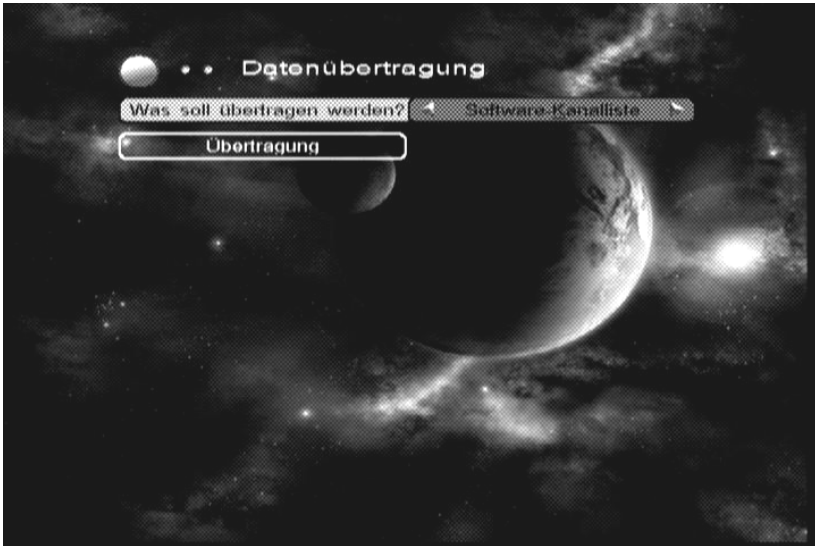 Datenübertragung
Was soll übertragen werden? Software-Kanalliste
Übertragung